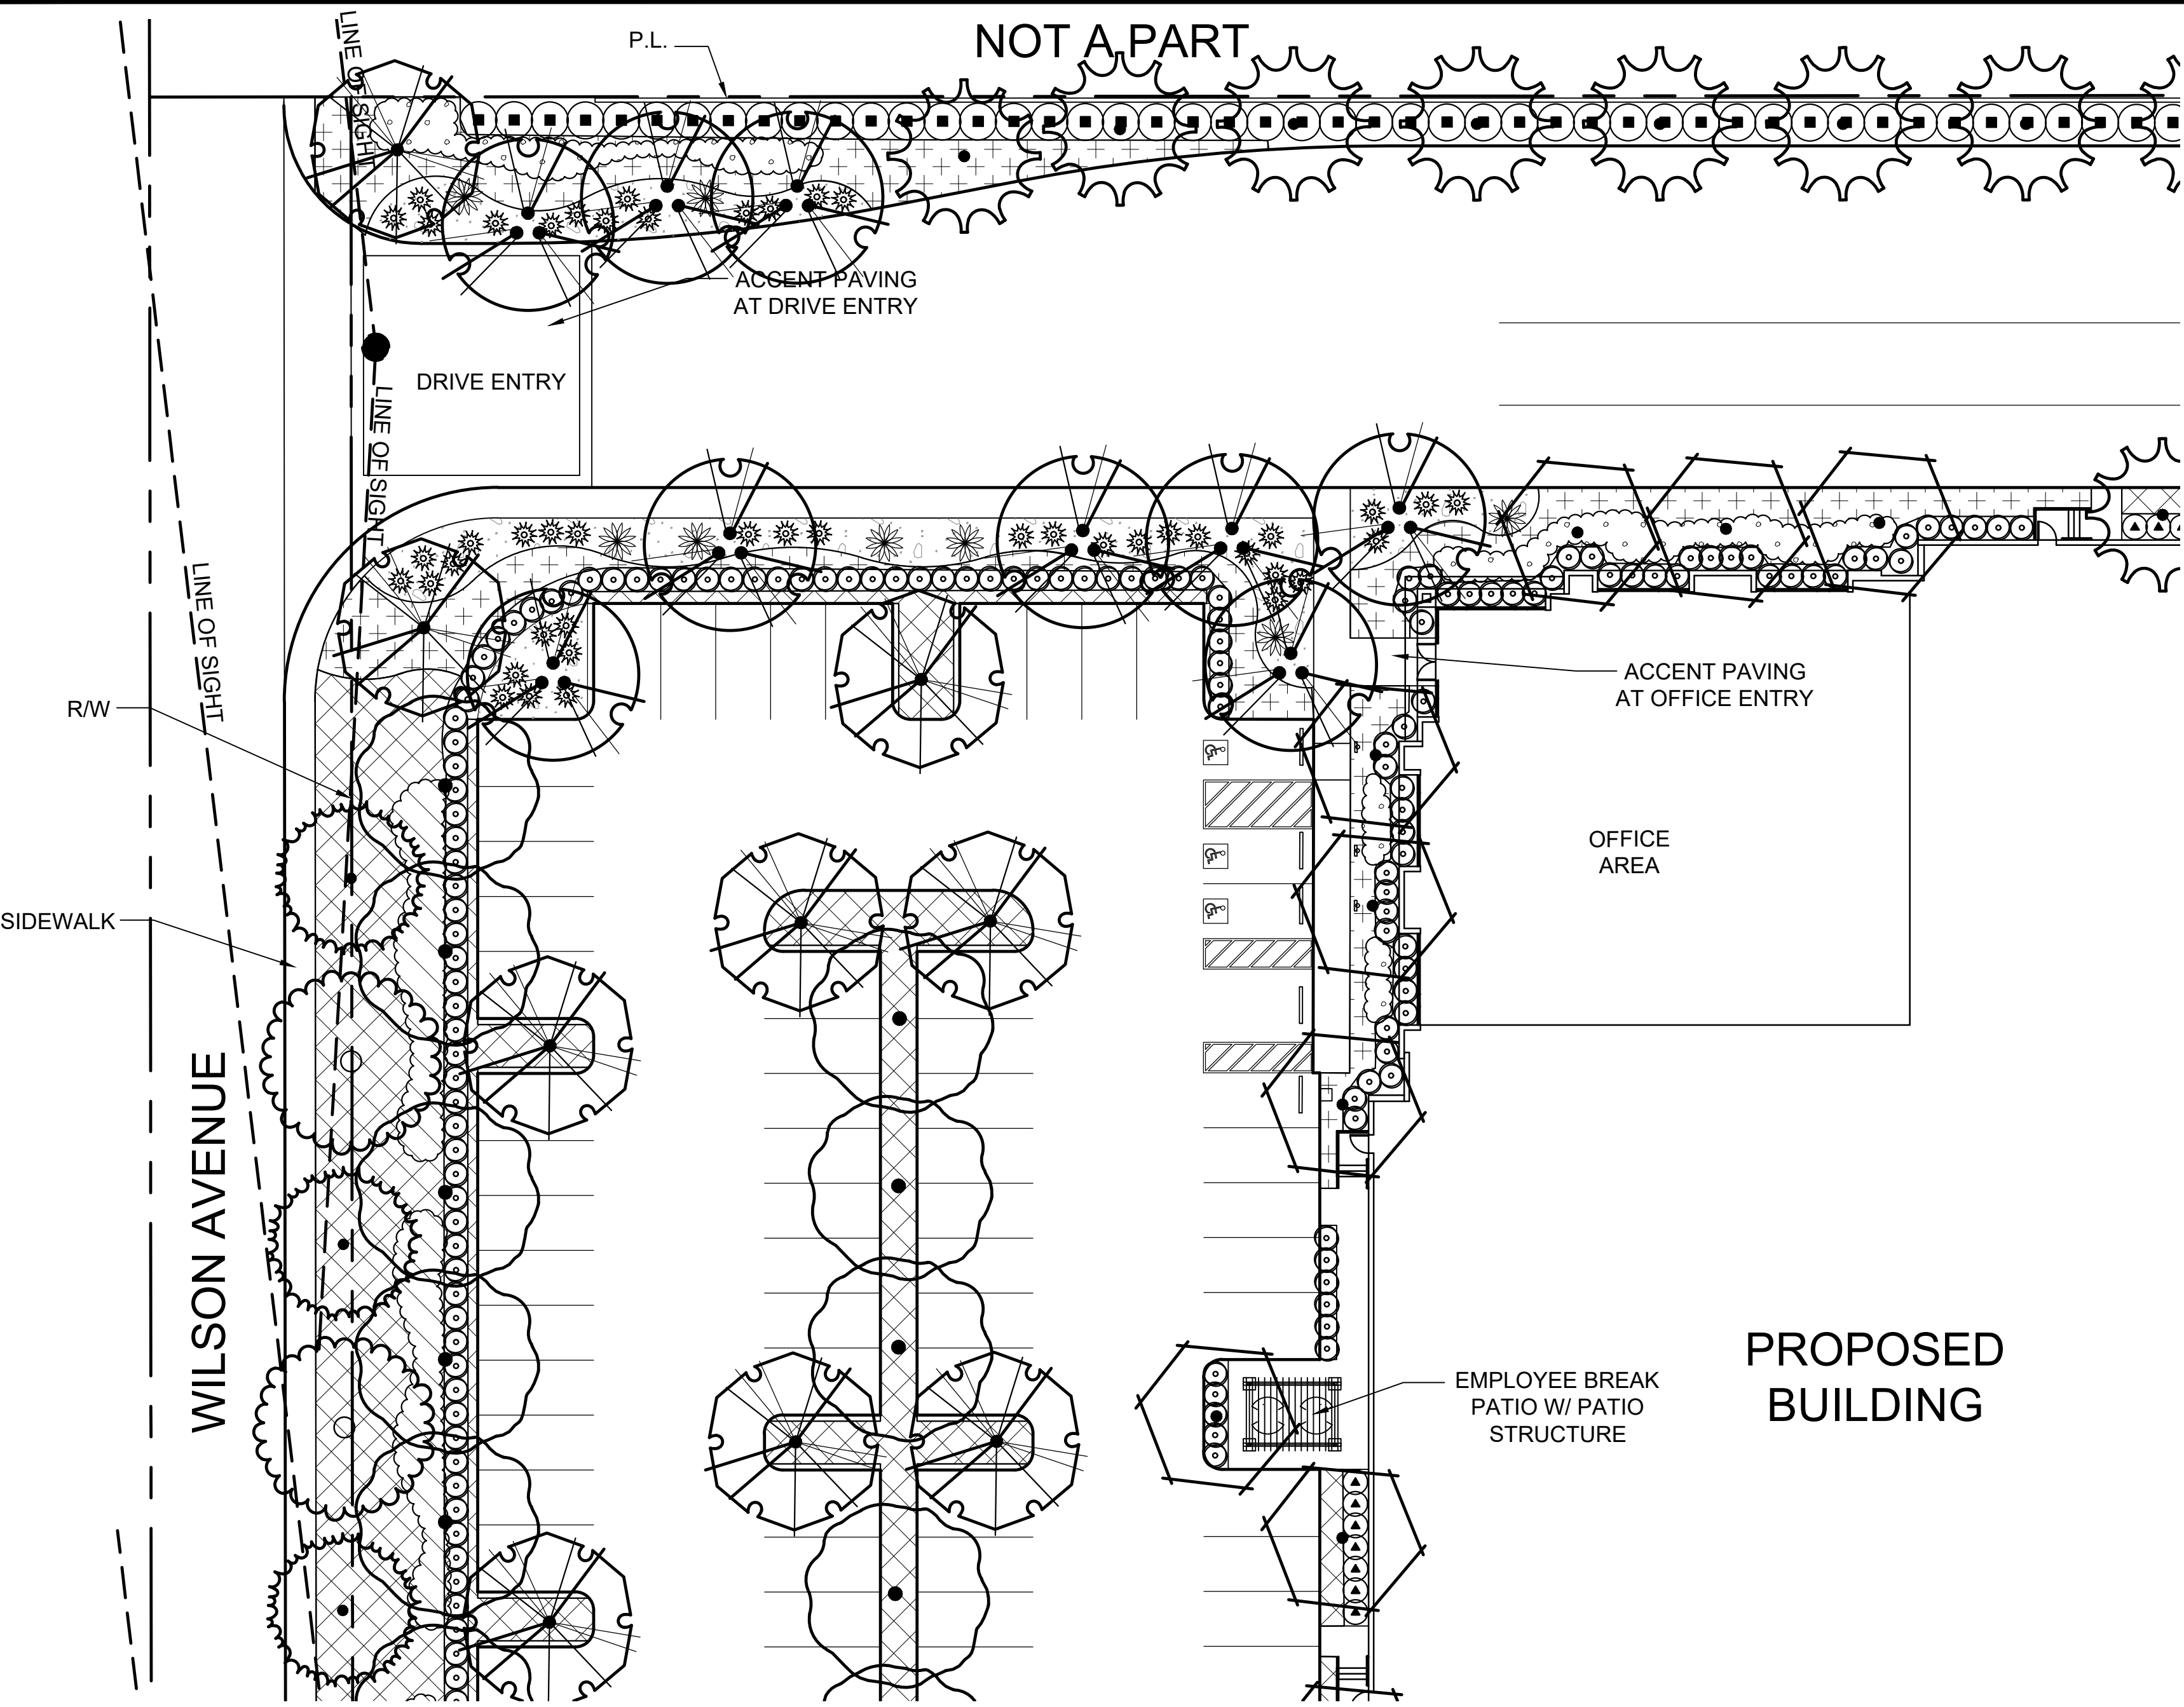 NOT A PART
P.L.
LINE OF SIGHT
ACCENT PAVING
AT DRIVE ENTRY
DRIVE ENTRY
LINE OF SIGHT
LINE OF SIGHT
R/W
ACCENT PAVING
AT OFFICE ENTRY
OFFICE
AREA
SIDEWALK
WILSON AVENUE
EMPLOYEE BREAK
PATIO W/ PATIO
STRUCTURE
PROPOSED
BUILDING